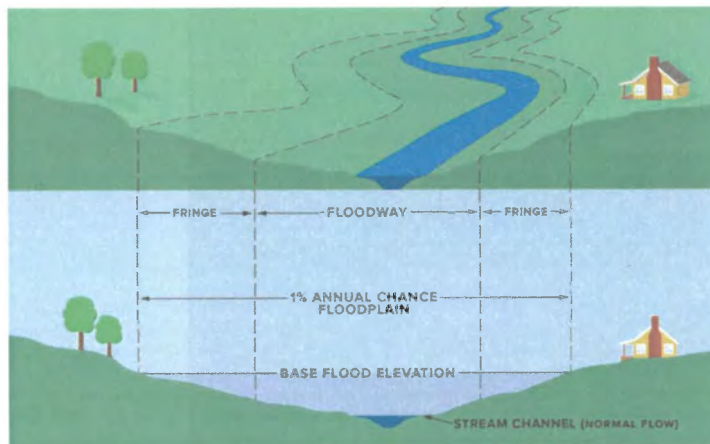 FRINGE
FLOODWAY
FRINGE
1% ANNUAL CHANCE
FLOODPLAIN
BASE FLOOD ELEVATION
STREAM CHANNEL (NORMAL FLOW)